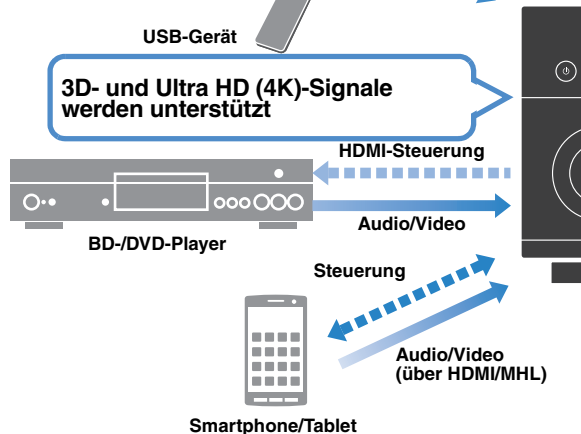 USB-Gerät
3D- und Ultra HD (4K)-Signale
werden unterstützt
HDMI-Steuerung
Audio/Video
BD-/DVD-Player
Steuerung
Audio/Video
(über HDMI/MHL)
Smartphone/Tablet